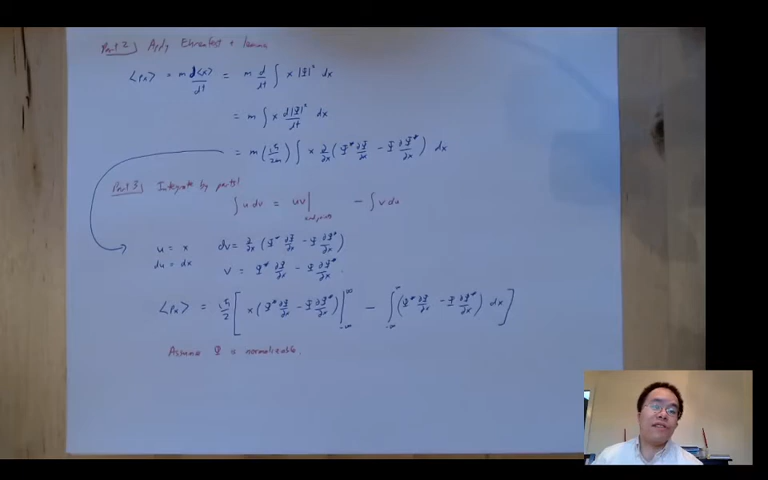 Part 2) Apply Ehrenfest + lemma
⟨Px⟩ = m d⟨x⟩/dt = m d/dt ∫ x |Ψ|² dx
= m ∫ x d|Ψ|²/dt dx
= m (iħ/2m) ∫ x ∂/∂x (Ψ* ∂Ψ/∂x − Ψ ∂Ψ*/∂x) dx
Part 3) Integrate by parts!
∫ u dv = uv| endpoints − ∫ v du
u = x dv = ∂/∂x (Ψ* ∂Ψ/∂x − Ψ ∂Ψ*/∂x)
du = dx v = Ψ* ∂Ψ/∂x − Ψ ∂Ψ*/∂x.
⟨Px⟩ = iħ/2 [ x (Ψ* ∂Ψ/∂x − Ψ ∂Ψ*/∂x) |_{-∞}^{∞} − ∫_{-∞}^{∞} (Ψ* ∂Ψ/∂x − Ψ ∂Ψ*/∂x) dx ]
Assume Ψ is normalizable.